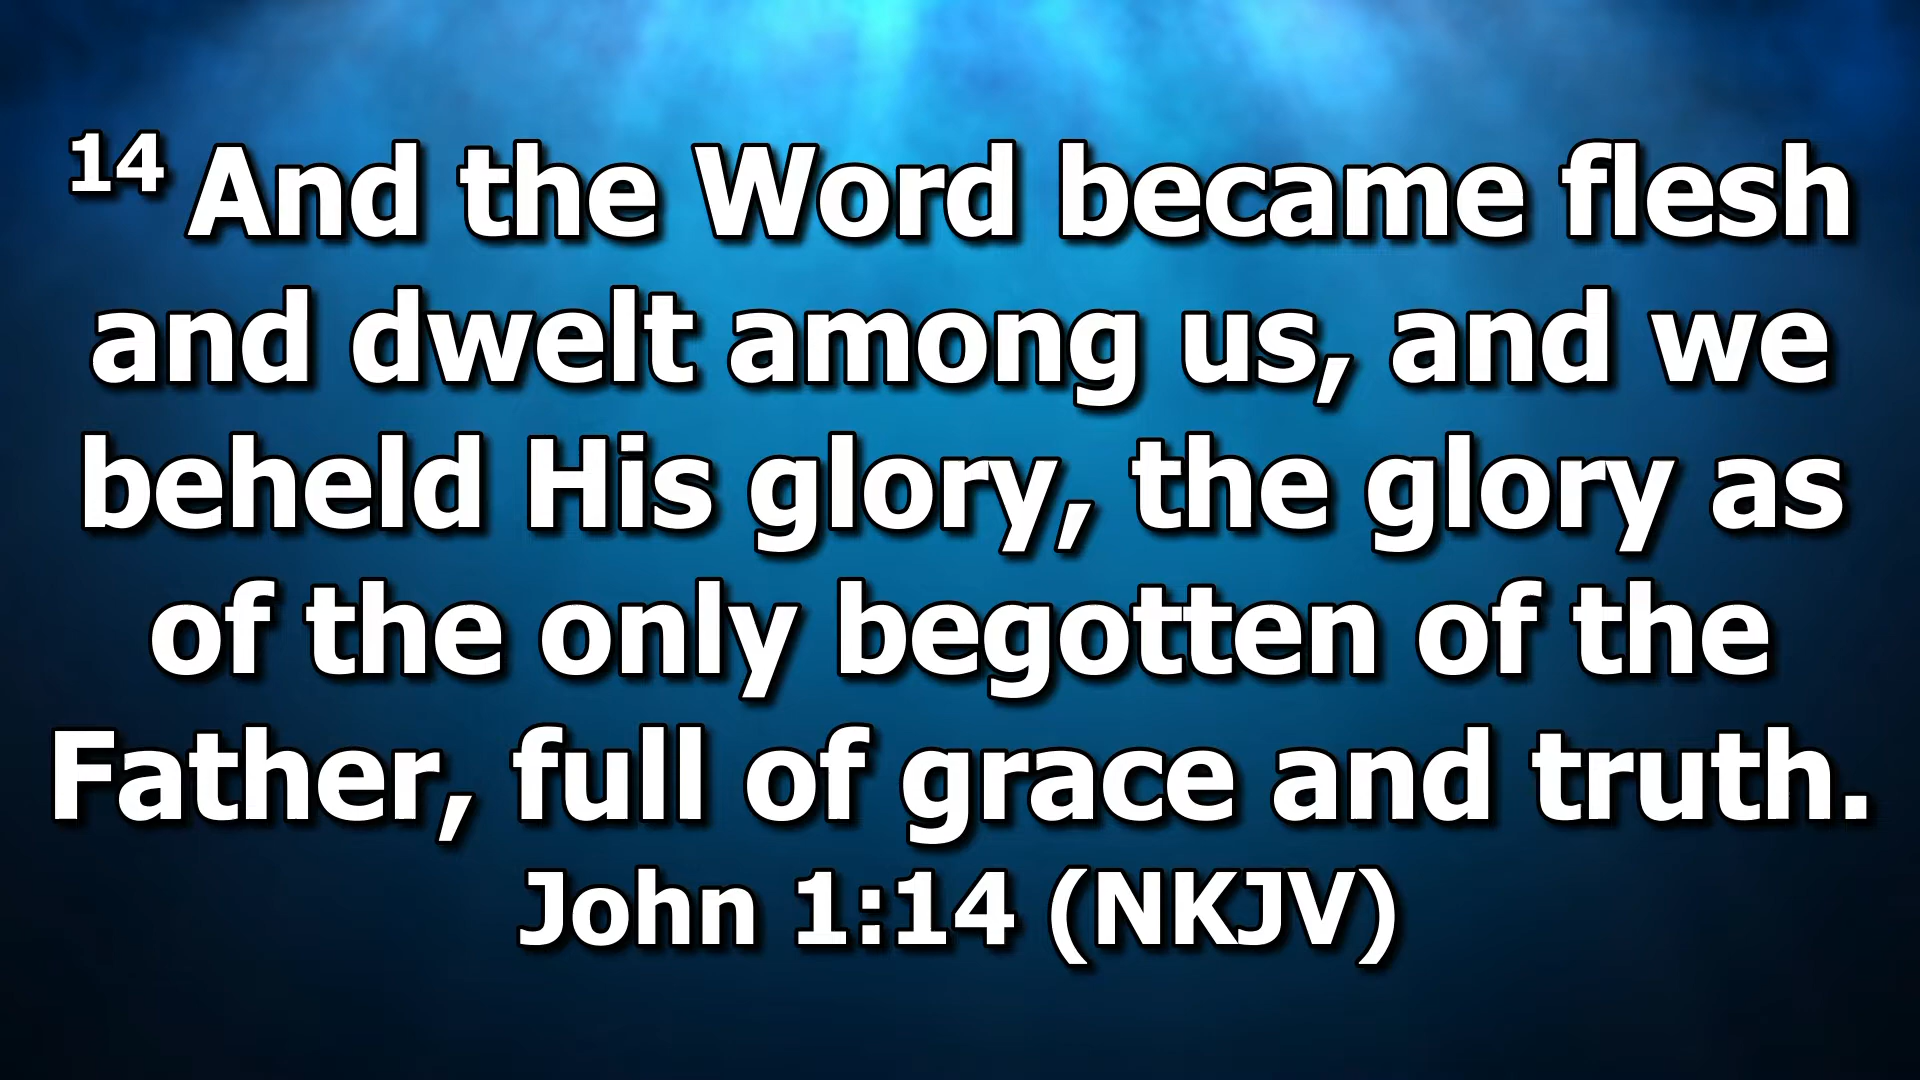 14 And the Word became flesh
and dwelt among us, and we
beheld His glory, the glory as
of the only begotten of the
Father, full of grace and truth.
John 1:14 (NKJV)